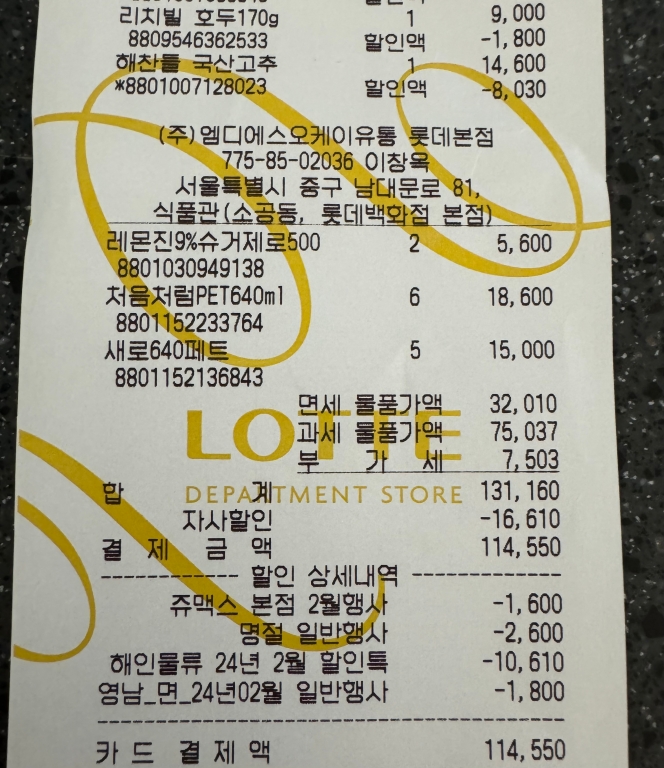 리치빌 호두170g 1 9,000
8809546362533 할인액 -1,800
해찬들 국산고추 1 14,600
*8801007128023 할인액 -8,030
(주)엠디에스오케이유통 롯데본점
775-85-02036 이창옥
서울특별시 중구 남대문로 81,
식품관(소공동, 롯데백화점 본점)
레몬진9%슈거제로500 2 5,600
8801030949138
처음처럼PET640ml 6 18,600
8801152233764
새로640페트 5 15,000
8801152136843
면세 물품가액 32,010
과세 물품가액 75,037
부 가 세 7,503
LOTTE
DEPARTMENT STORE
합 계 131,160
자사할인 -16,610
결 제 금 액 114,550
------------ 할인 상세내역 -------------
쥬맥스 본점 2월행사 -1,600
명절 일반행사 -2,600
해인물류 24년 2월 할인특 -10,610
영남_면_24년02월 일반행사 -1,800
카 드 결 제 액 114,550